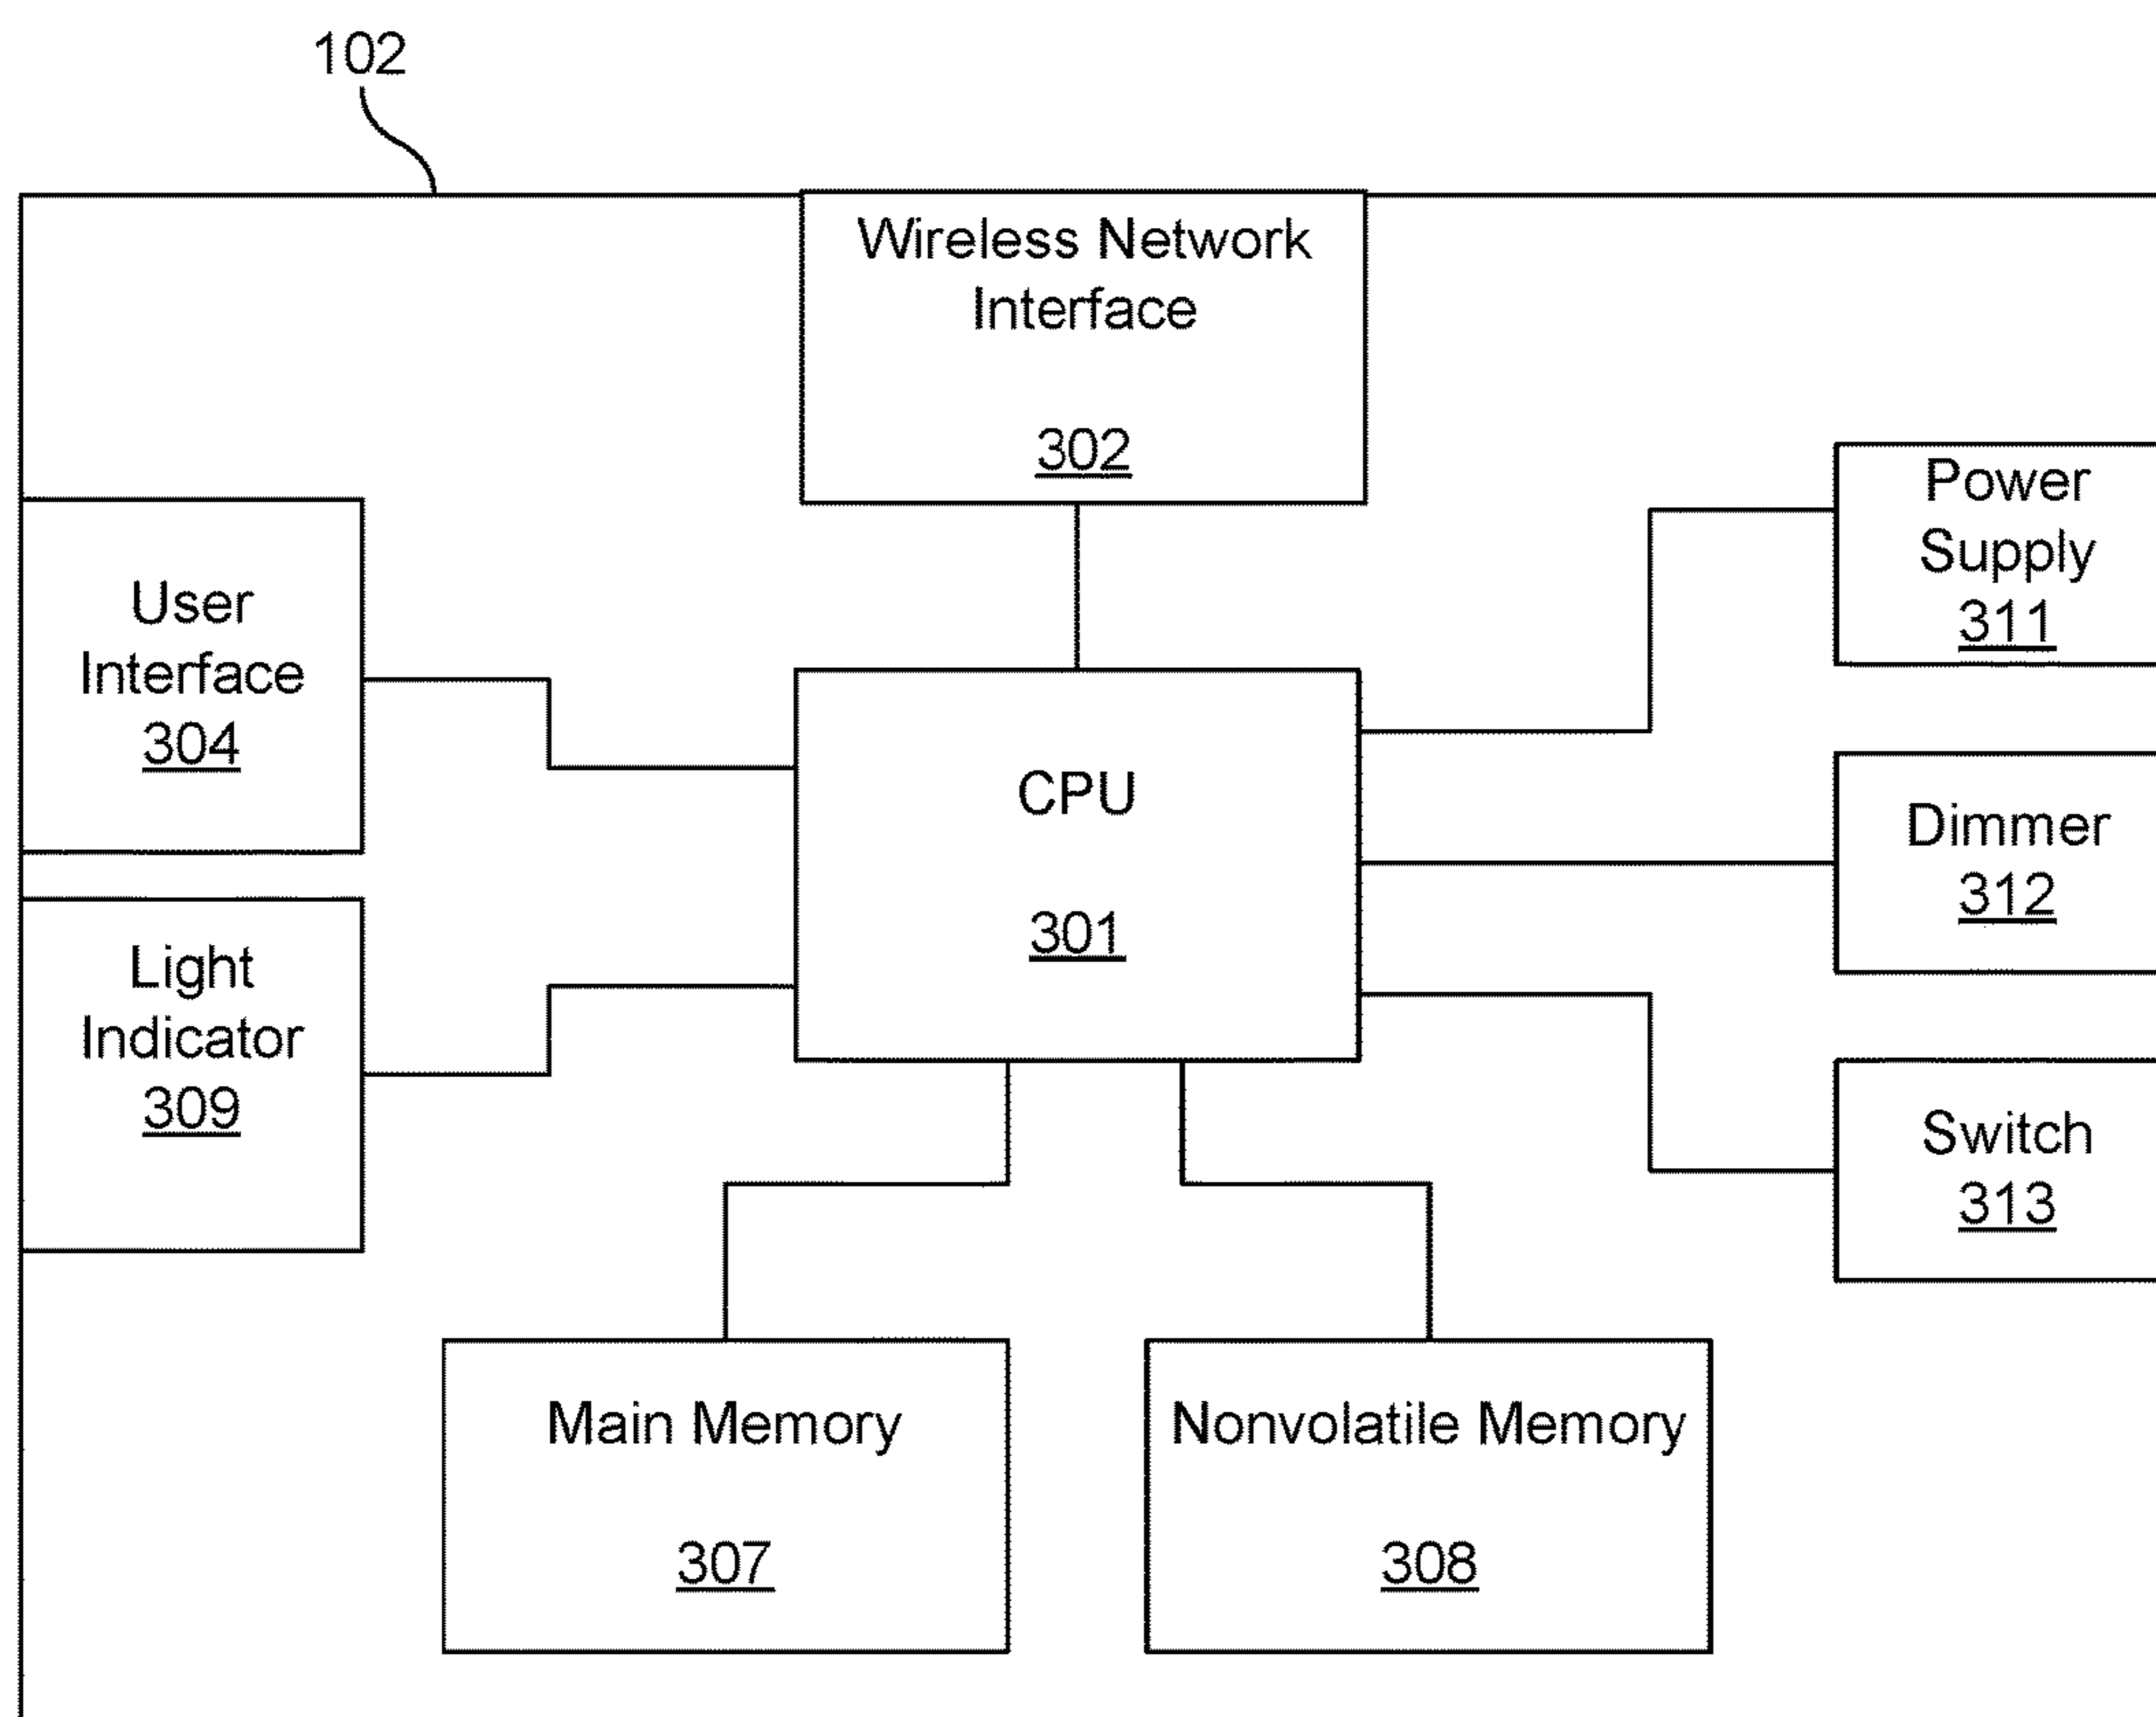 102
Wireless Network
Interface
302
User
Interface
304
Power
Supply
311
CPU
301
Dimmer
312
Light
Indicator
309
Switch
313
Main Memory
307
Nonvolatile Memory
308